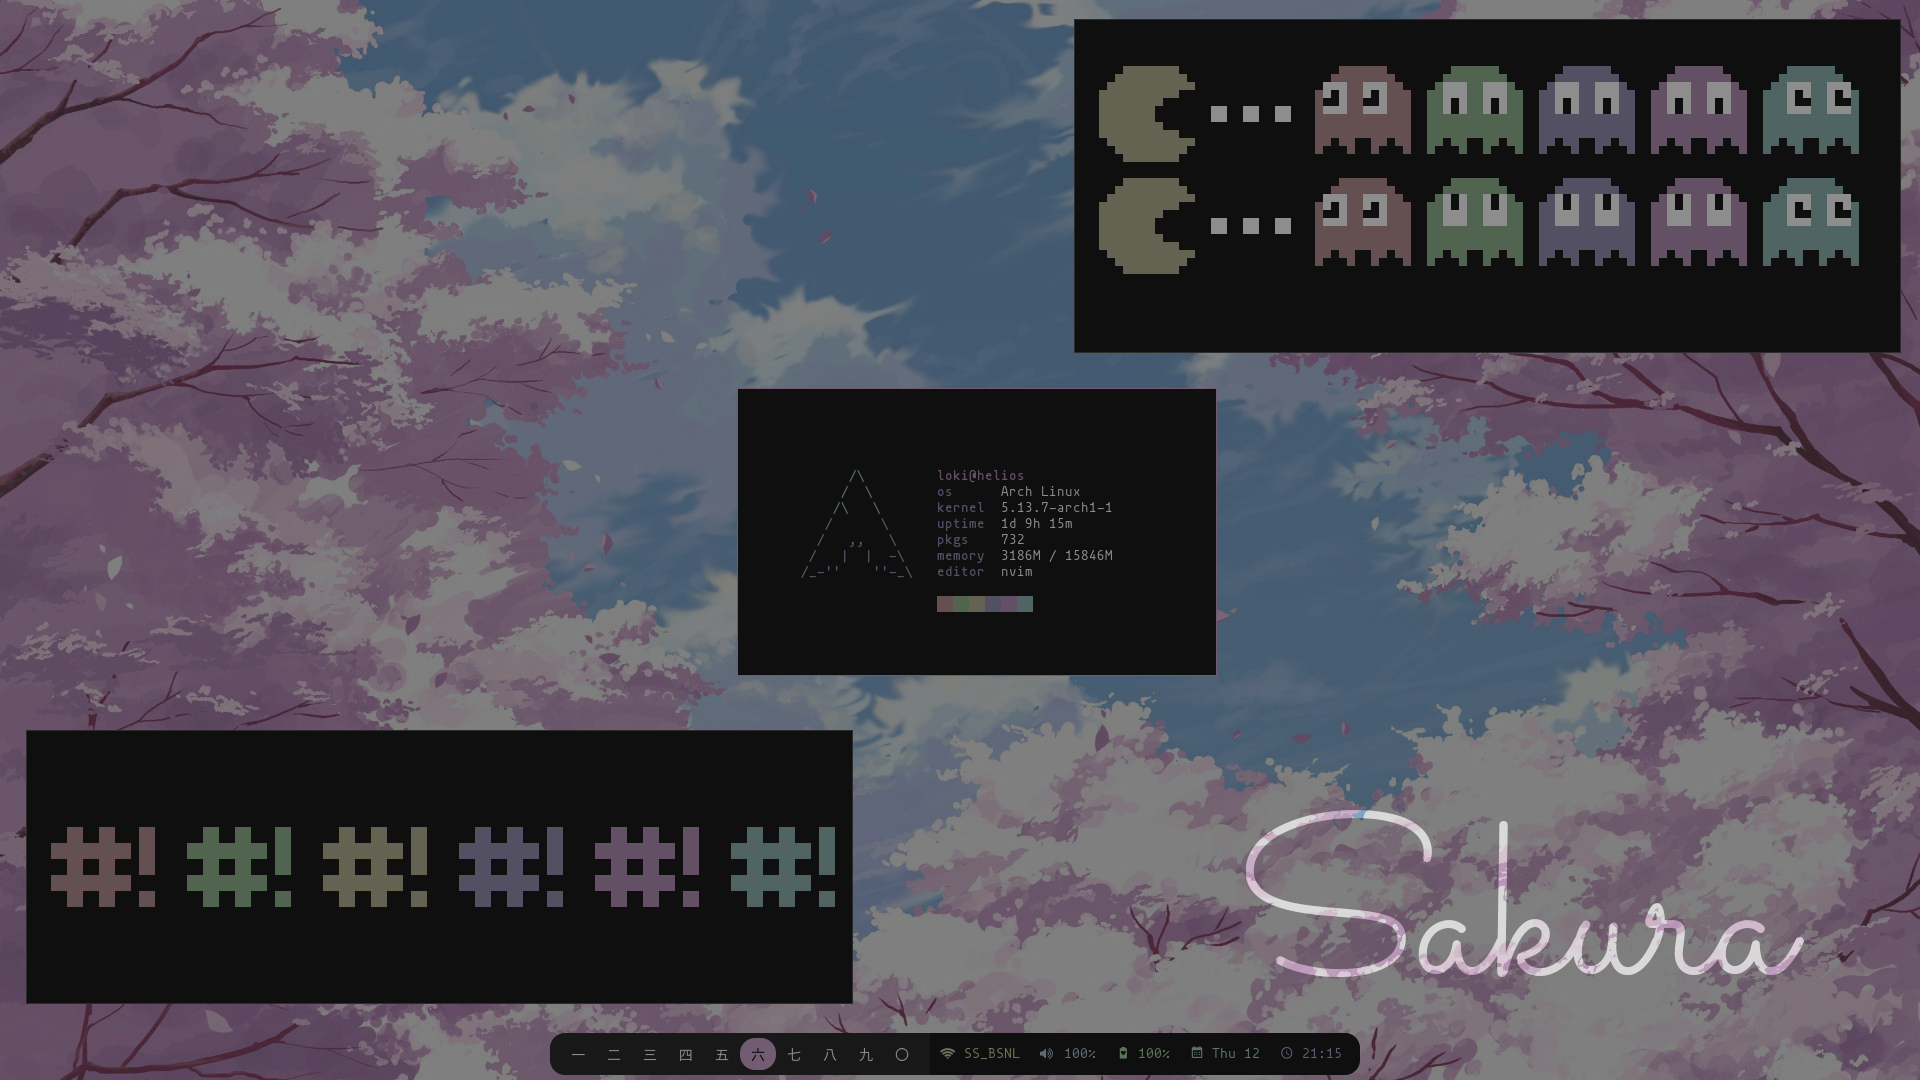 loki@helios
os Arch Linux
kernel 5.13.7-arch1-1
uptime 1d 9h 15m
pkgs 732
memory 3186M / 15846M
editor nvim
#! #! #! #! #! #!
Sakura
一 二 三 四 五 六 七 八 九 〇 SS_BSNL 100% 100% Thu 12 21:15